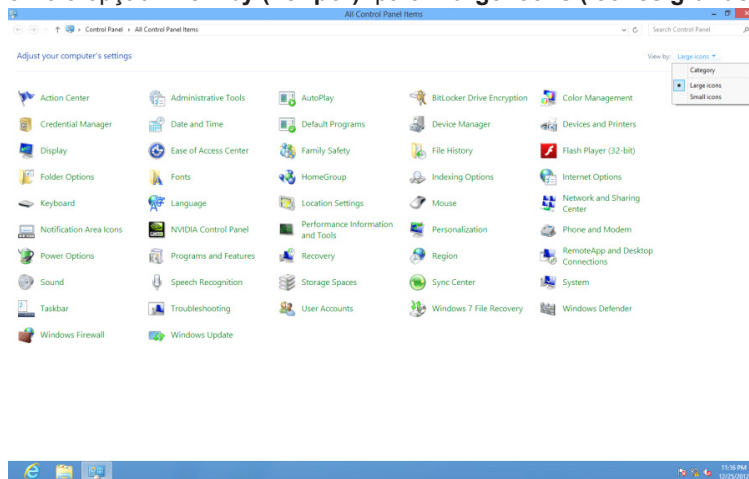 All Control Panel Items
Control Panel › All Control Panel Items
Search Control Panel
Adjust your computer's settings
View by: Large icons
Category
Large icons
Small icons
Action Center
Administrative Tools
AutoPlay
BitLocker Drive Encryption
Color Management
Credential Manager
Date and Time
Default Programs
Device Manager
Devices and Printers
Display
Ease of Access Center
Family Safety
File History
Flash Player (32-bit)
Folder Options
Fonts
HomeGroup
Indexing Options
Internet Options
Keyboard
Language
Location Settings
Mouse
Network and Sharing
Center
Notification Area Icons
NVIDIA Control Panel
Performance Information
and Tools
Personalization
Phone and Modem
Power Options
Programs and Features
Recovery
Region
RemoteApp and Desktop
Connections
Sound
Speech Recognition
Storage Spaces
Sync Center
System
Taskbar
Troubleshooting
User Accounts
Windows 7 File Recovery
Windows Defender
Windows Firewall
Windows Update
11:16 PM
12/25/2012